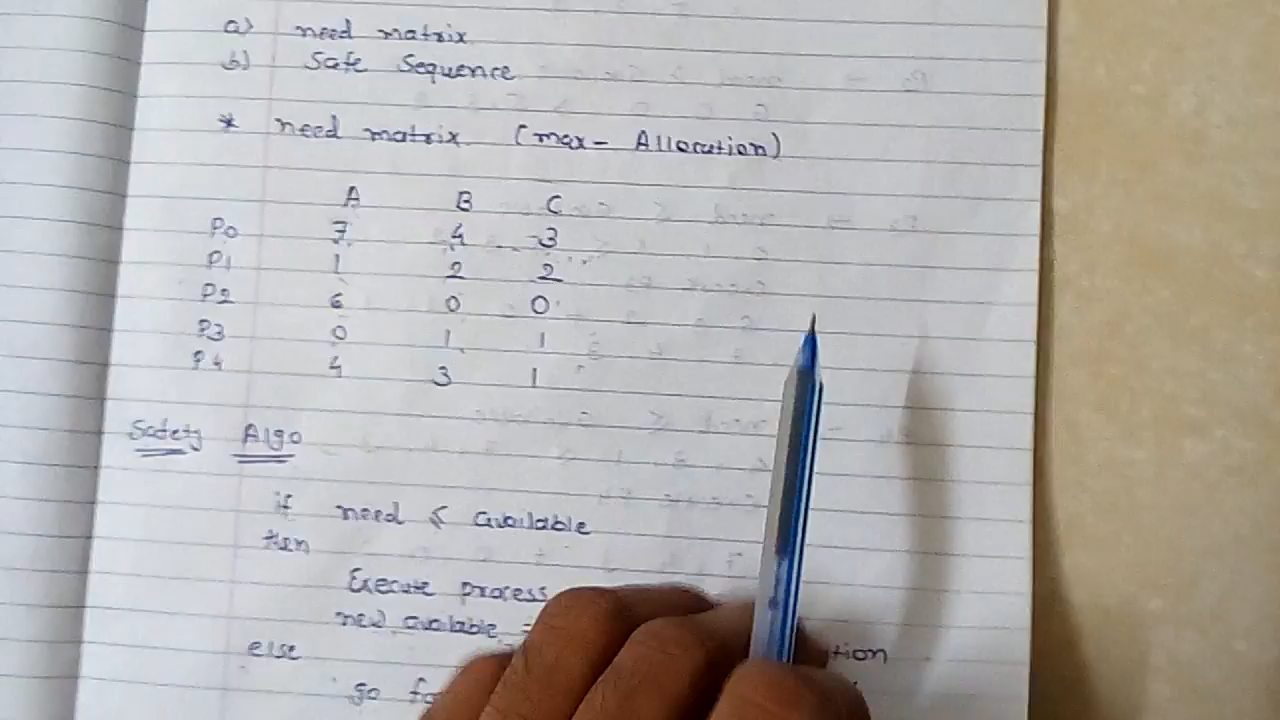 a) need matrix
b) Safe Sequence
* need matrix (max - Allocation)
A B C
P0 7 4 3
P1 1 2 2
P2 6 0 0
P3 0 1 1
P4 4 3 1
Safety Algo
if need ≤ available
then
Execute process
new available =
else
go